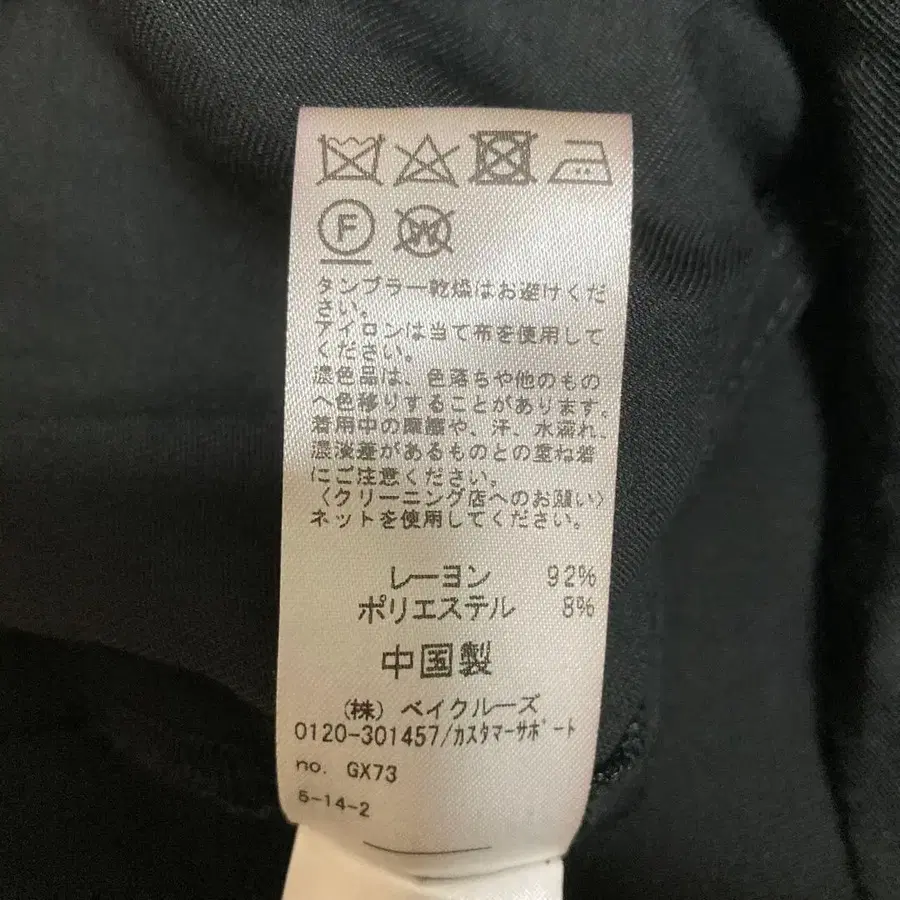 F W
タンブラー乾燥はお避けくだ
さい。
アイロンは当て布を使用して
ください。
濃色品は、色落ちや他のもの
へ色移りすることがあります。
着用中の摩擦や、汗、水濡れ、
濃淡差があるものとの重ね着
にご注意ください。
〈クリーニング店へのお願い〉
ネットを使用してください。
レーヨン 92%
ポリエステル 8%
中国製
(株) ベイクルーズ
0120-301457/カスタマーサポート
no. GX73
6-14-2